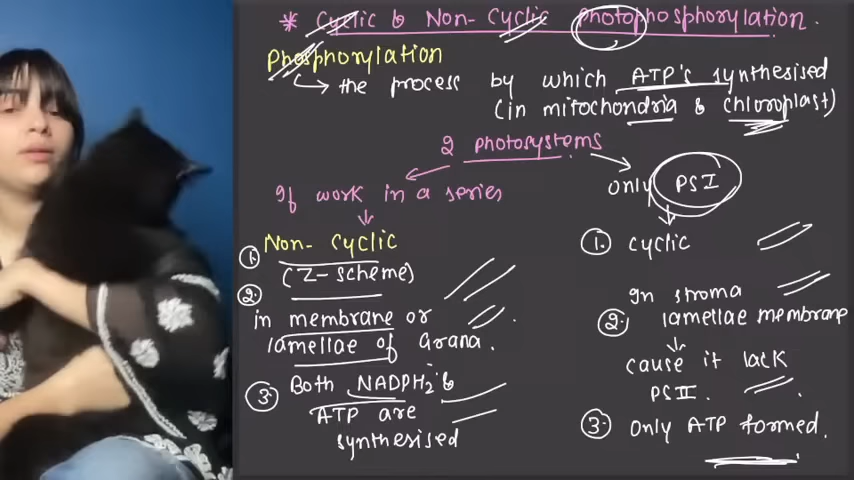 * Cyclic & Non-Cyclic Photophosphorylation.
Phosphorylation
↳ the process by which ATP's synthesised
(in mitochondria & chloroplast)
2 photosystems
If work in a series
Non-Cyclic
① (Z-scheme)
②
in membrane or
lamellae of Grana.
③ Both NADPH₂ &
ATP are
synthesised
only PSI
①. cyclic
In stroma
②. lamellae membrane
cause it lack
PSII.
③. only ATP formed.